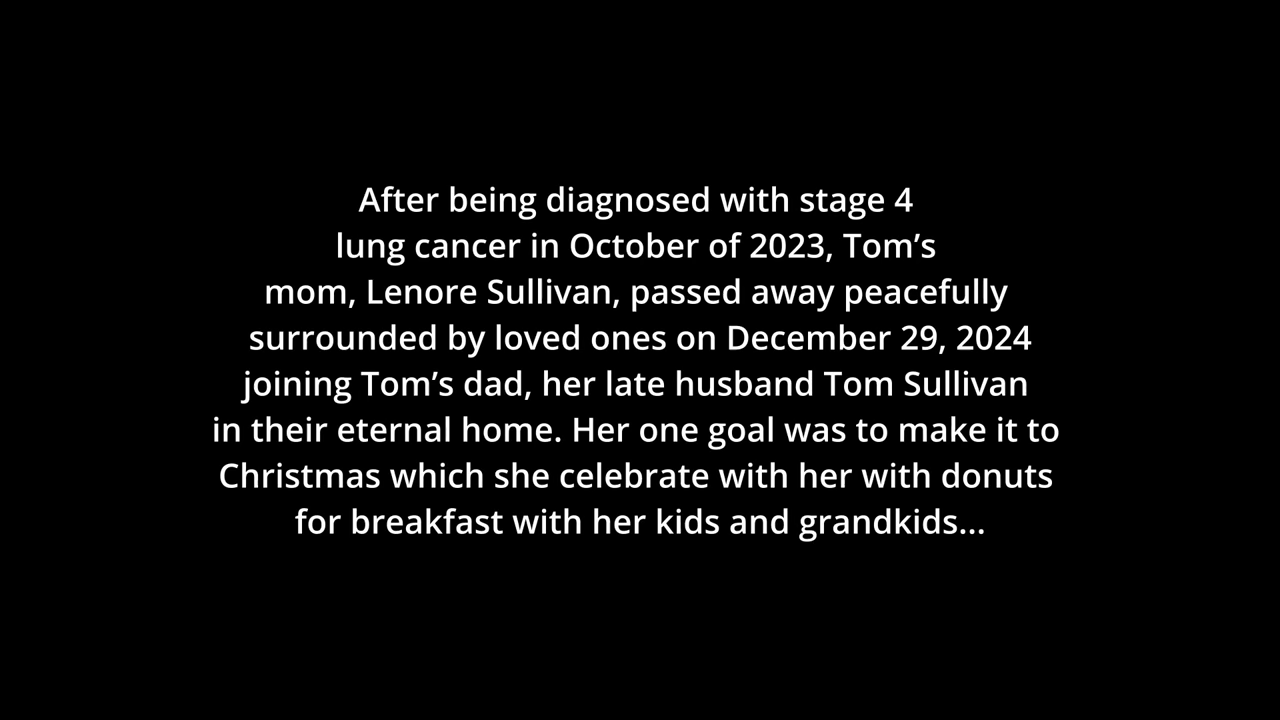 After being diagnosed with stage 4
lung cancer in October of 2023, Tom’s
mom, Lenore Sullivan, passed away peacefully
surrounded by loved ones on December 29, 2024
joining Tom’s dad, her late husband Tom Sullivan
in their eternal home. Her one goal was to make it to
Christmas which she celebrate with her with donuts
for breakfast with her kids and grandkids...